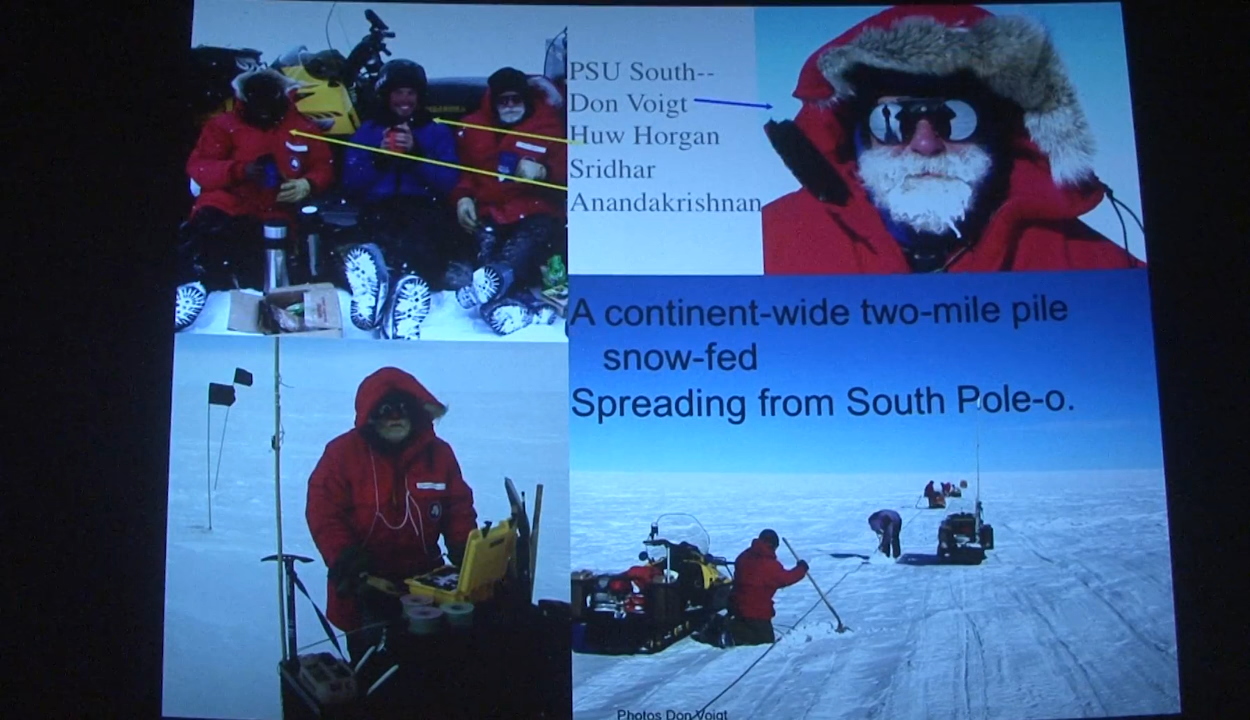 PSU South--
Don Voigt
Huw Horgan
Sridhar
Anandakrishnan
A continent-wide two-mile pile
snow-fed
Spreading from South Pole-o.
Photos Don Voigt